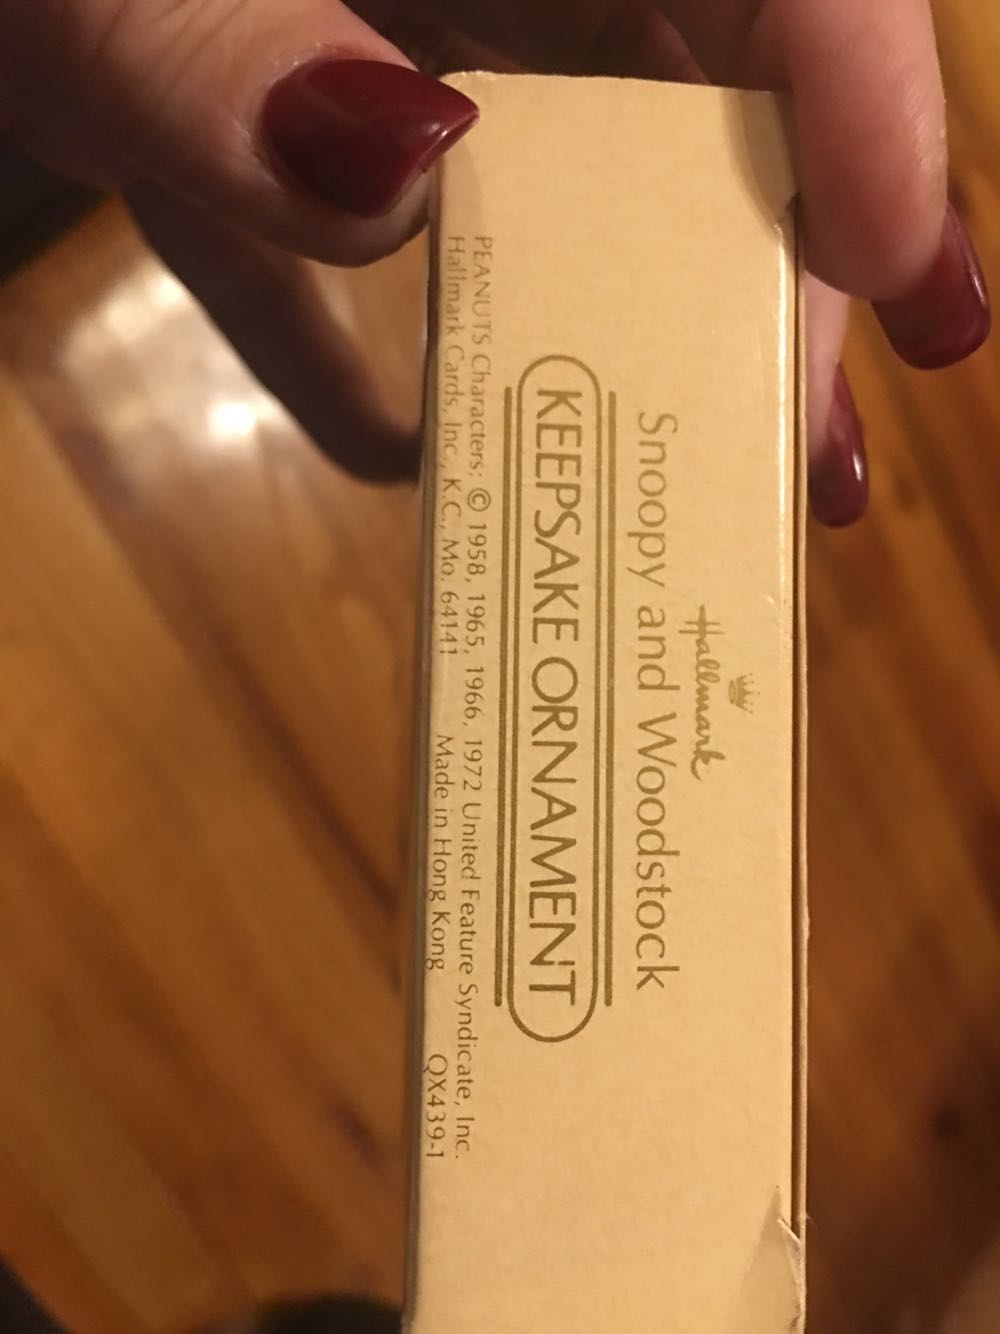 Hallmark
Snoopy and Woodstock
KEEPSAKE ORNAMENT
PEANUTS Characters: © 1958, 1965, 1966, 1972 United Feature Syndicate, Inc.
Hallmark Cards, Inc., K.C., Mo. 64141 Made in Hong Kong QX439-1